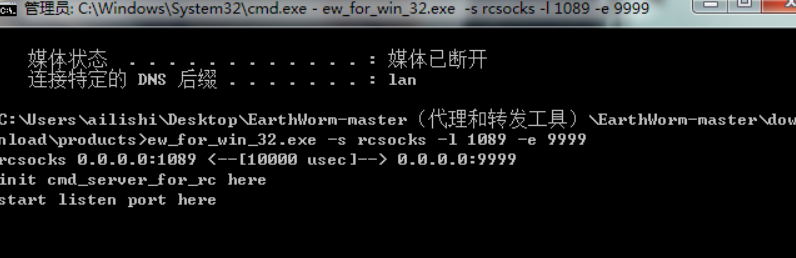 管理员: C:\Windows\System32\cmd.exe - ew_for_win_32.exe -s rcsocks -l 1089 -e 9999
媒体状态 . . . . . . . . . . . . : 媒体已断开
连接特定的 DNS 后缀 . . . . . . . : lan
C:\Users\ailishi\Desktop\EarthWorm-master（代理和转发工具）\EarthWorm-master\dow
nload\products>ew_for_win_32.exe -s rcsocks -l 1089 -e 9999
rcsocks 0.0.0.0:1089 <--[10000 usec]--> 0.0.0.0:9999
init cmd_server_for_rc here
start listen port here